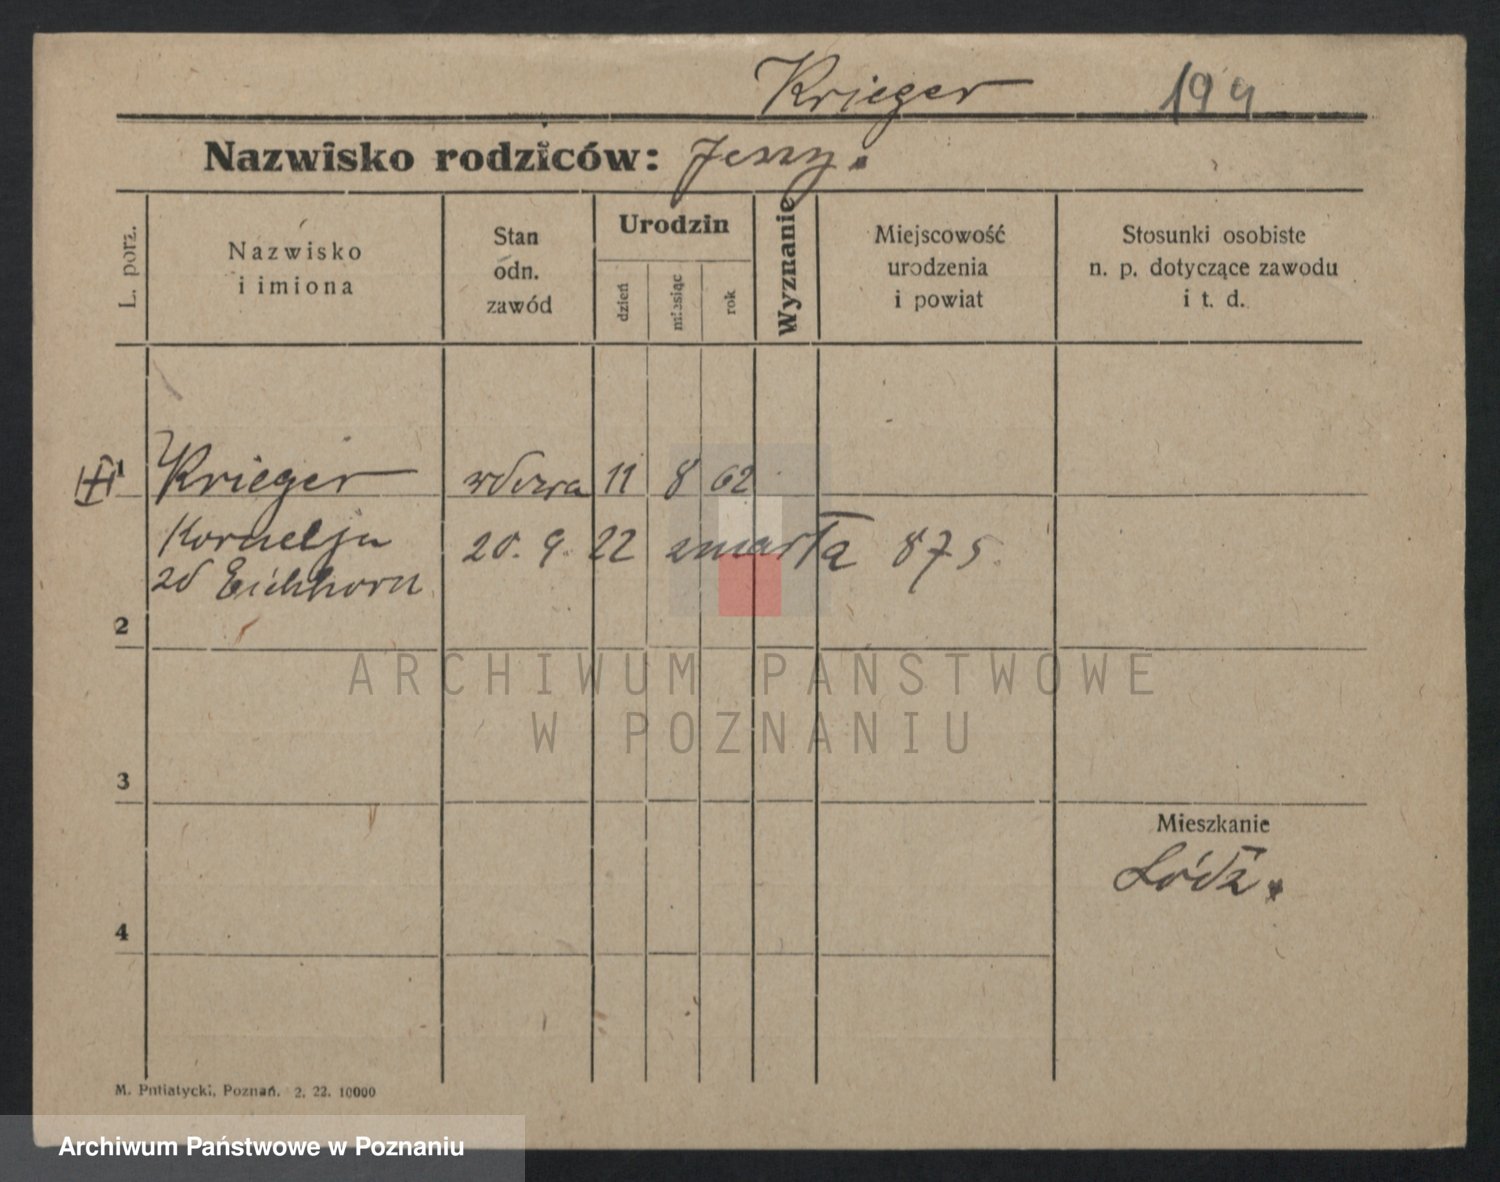 Krieger 194
Nazwisko rodziców: Jerzy.
L. porz.
Nazwisko
i imiona
Stan
odn.
zawód
Urodzin
dzień
miesiąc
rok
Wyznanie
Miejscowość
urodzenia
i powiat
Stosunki osobiste
n. p. dotyczące zawodu
i t. d.
1 Krieger wdowa 11 8 62
Kornelja 20. 9. 22 zmarła 875.
zd Eichhorn
2
ARCHIWUM PAŃSTWOWE
W POZNANIU
3
Mieszkanie
Łódź.
4
M. Putiatycki, Poznań. 2. 22. 10000
Archiwum Państwowe w Poznaniu